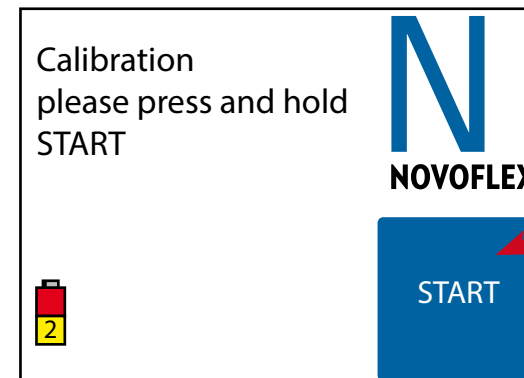 Calibration
please press and hold
START
N
NOVOFLEX
START
2